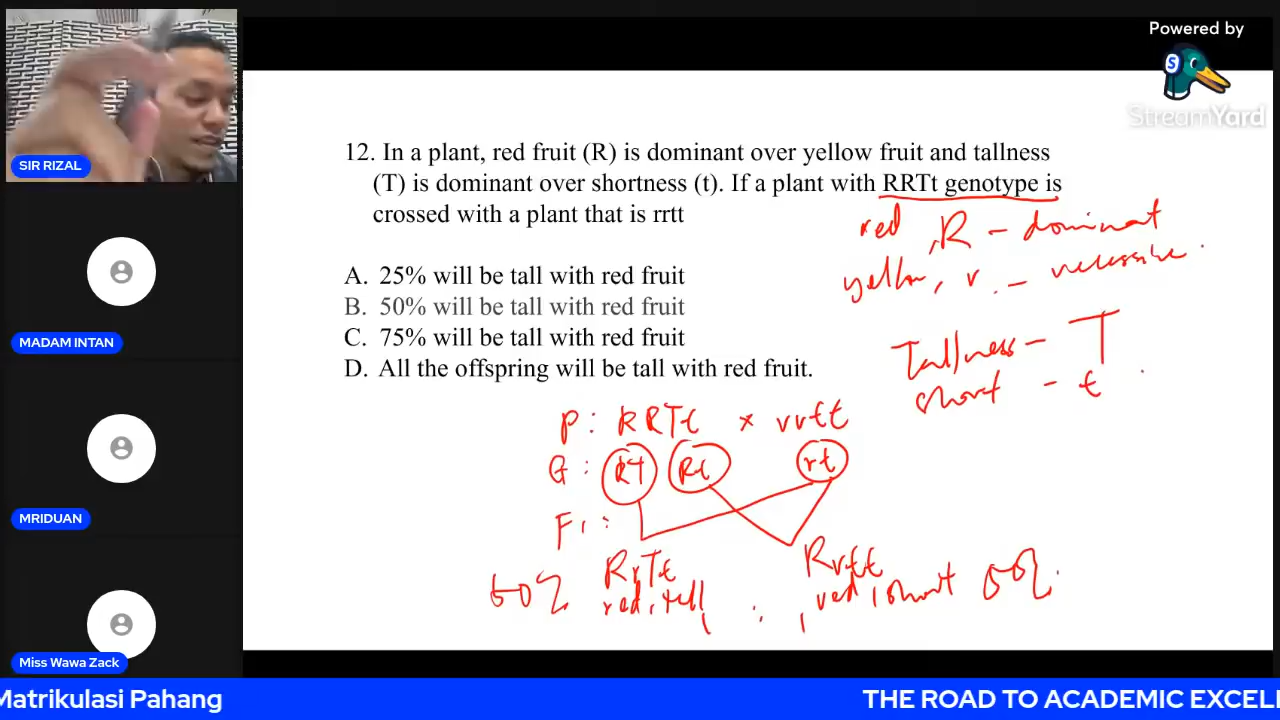 Powered by
S
StreamYard
SIR RIZAL
MADAM INTAN
MRIDUAN
Miss Wawa Zack
12. In a plant, red fruit (R) is dominant over yellow fruit and tallness
(T) is dominant over shortness (t). If a plant with RRTt genotype is
crossed with a plant that is rrtt
A. 25% will be tall with red fruit
B. 50% will be tall with red fruit
C. 75% will be tall with red fruit
D. All the offspring will be tall with red fruit.
red , R - dominant
yellow, r - recessive
Tallness - T
short - t
P : RRTt × rrtt
G : RT Rt rt
F1 :
RrTt Rrtt
50% red, tall : red, short 50%
1 : 1
Matrikulasi Pahang
THE ROAD TO ACADEMIC EXCEL